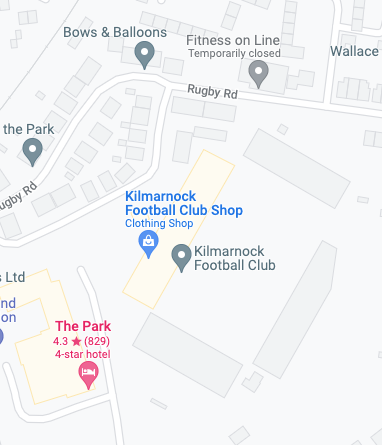 Bows & Balloons
Fitness on Line
Temporarily closed
Wallace
Rugby Rd
the Park
ugby Rd
Kilmarnock
Football Club Shop
Clothing Shop
Kilmarnock
Football Club
s Ltd
nd
on
The Park
4.3 ★ (829)
4-star hotel